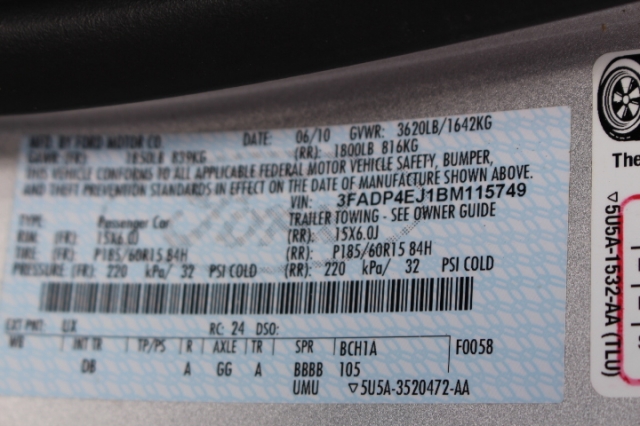 MFD. BY FORD MOTOR CO. DATE: 06/10 GVWR: 3620LB/1642KG
GAWR: (FR): 1850LB 839KG (RR): 1800LB 816KG
THIS VEHICLE CONFORMS TO ALL APPLICABLE FEDERAL MOTOR VEHICLE SAFETY, BUMPER,
AND THEFT PREVENTION STANDARDS IN EFFECT ON THE DATE OF MANUFACTURE SHOWN ABOVE.
VIN: 3FADP4EJ1BM115749
TYPE: Passenger Car TRAILER TOWING - SEE OWNER GUIDE
RIM: (FR): 15X6.0J (RR): 15X6.0J
TIRE: (FR): P185/60R15 84H (RR): P185/60R15 84H
PRESSURE: (FR): 220 kPa/ 32 PSI COLD (RR): 220 kPa/ 32 PSI COLD
EXT PNT: UX RC: 24 DSO:
WB INT TR TP/PS R AXLE TR SPR BCH1A F0058
DB A GG A BBBB 105
UMU ▽5U5A-3520472-AA
The
▽5U5A-1532-AA (TLU)